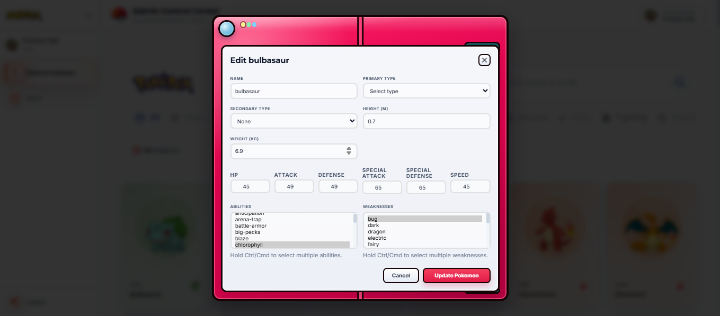 Edit bulbasaur
NAME
bulbasaur
PRIMARY TYPE
Select type
SECONDARY TYPE
None
HEIGHT (M)
0.7
WEIGHT (KG)
6.9
HP
45
ATTACK
49
DEFENSE
49
SPECIAL ATTACK
65
SPECIAL DEFENSE
65
SPEED
45
ABILITIES
anticipation
arena-trap
battle-armor
big-pecks
blaze
chlorophyll
Hold Ctrl/Cmd to select multiple abilities.
WEAKNESSES
bug
dark
dragon
electric
fairy
Hold Ctrl/Cmd to select multiple weaknesses.
Cancel
Update Pokemon